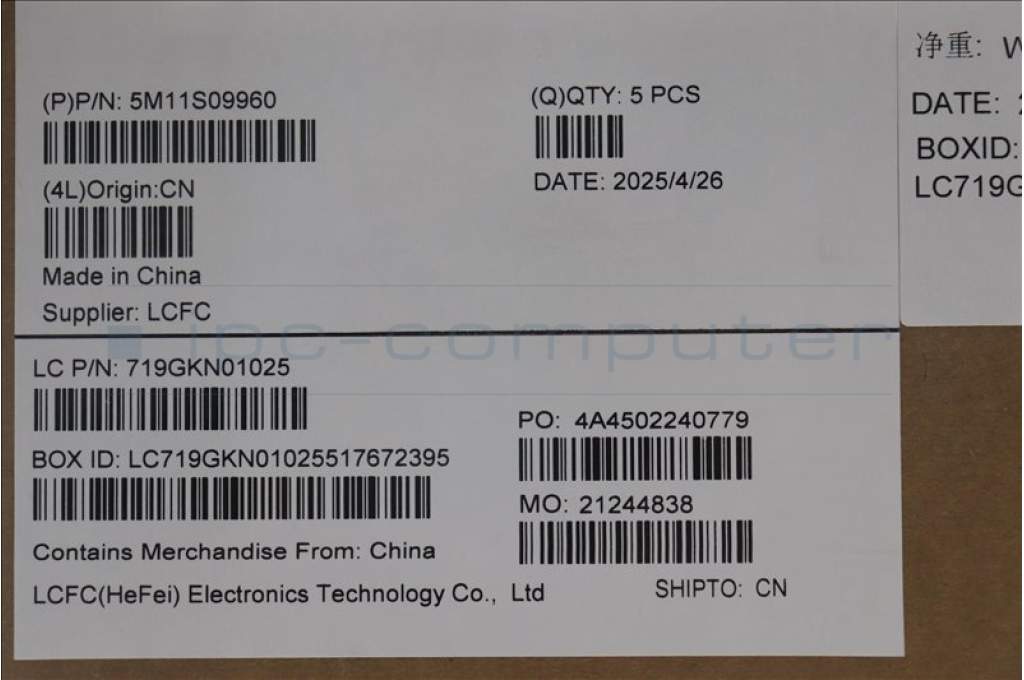 (P)P/N: 5M11S09960
(Q)QTY: 5 PCS
(4L)Origin:CN
DATE: 2025/4/26
Made in China
Supplier: LCFC
ipc-computer
LC P/N: 719GKN01025
PO: 4A4502240779
BOX ID: LC719GKN01025517672395
MO: 21244838
Contains Merchandise From: China
LCFC(HeFei) Electronics Technology Co., Ltd
SHIPTO: CN
净重:
DATE:
BOXID:
LC719G